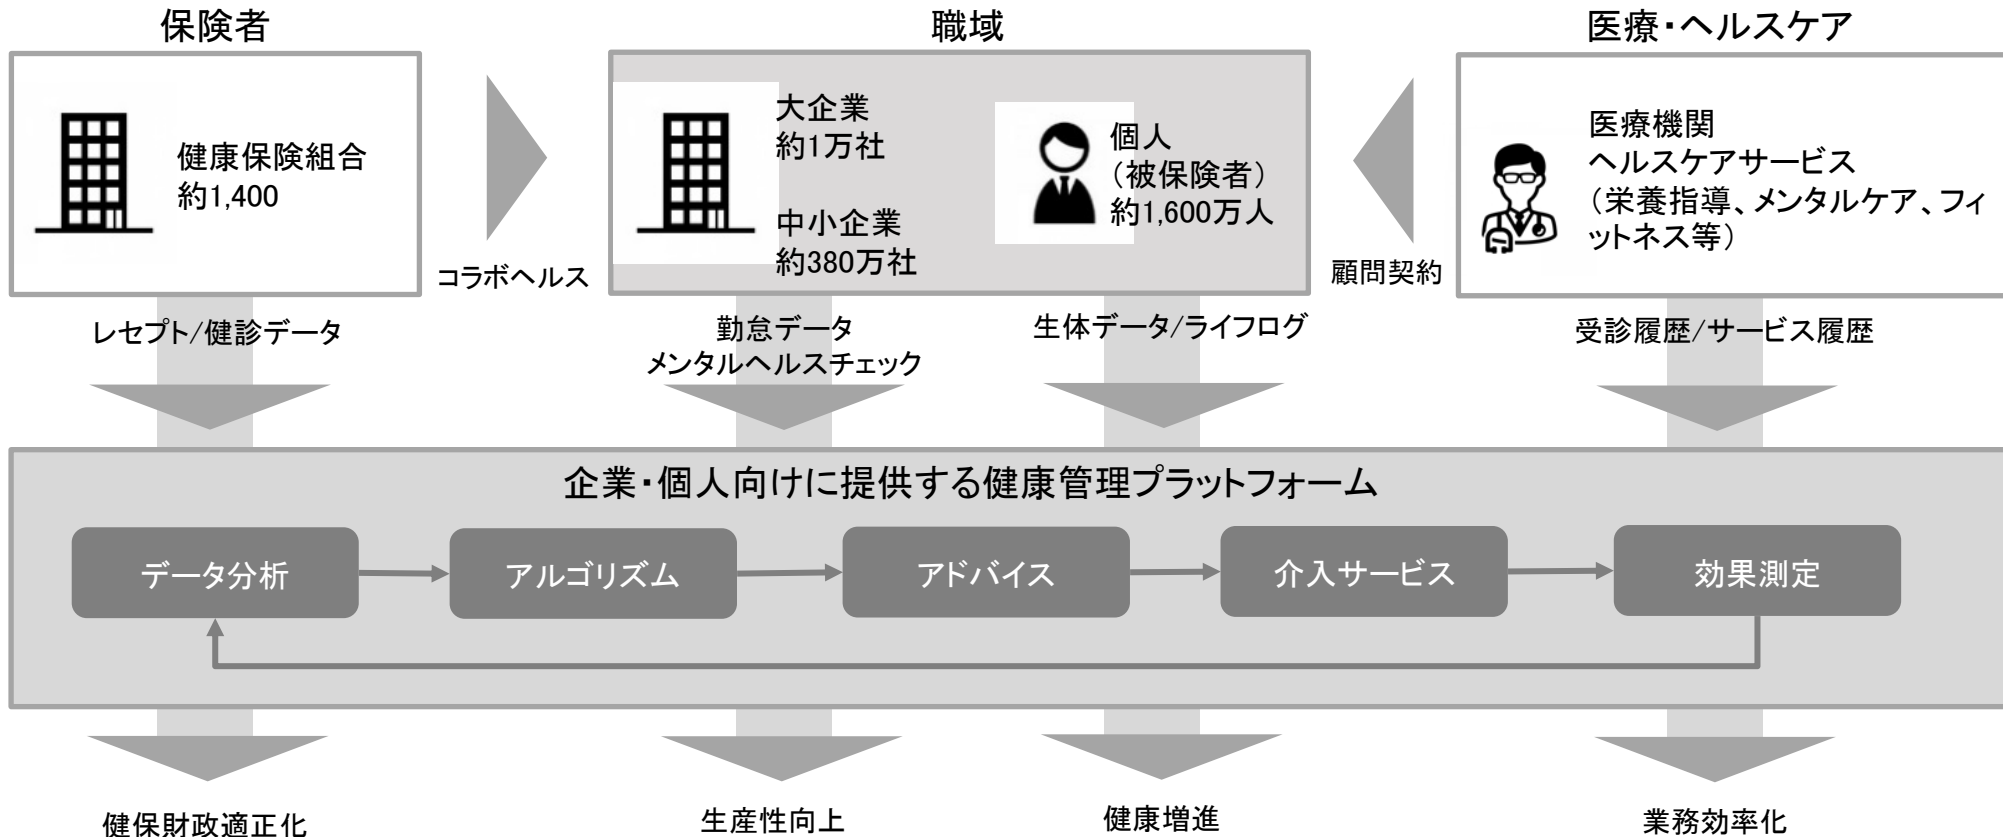 保険者
職域
医療・ヘルスケア
健康保険組合
約1,400
コラボヘルス
大企業
約1万社
中小企業
約380万社
個人
（被保険者）
約1,600万人
顧問契約
医療機関
ヘルスケアサービス
（栄養指導、メンタルケア、フィ
ットネス等）
レセプト/健診データ
勤怠データ
メンタルヘルスチェック
生体データ/ライフログ
受診履歴/サービス履歴
企業・個人向けに提供する健康管理プラットフォーム
データ分析
アルゴリズム
アドバイス
介入サービス
効果測定
健保財政適正化
生産性向上
健康増進
業務効率化